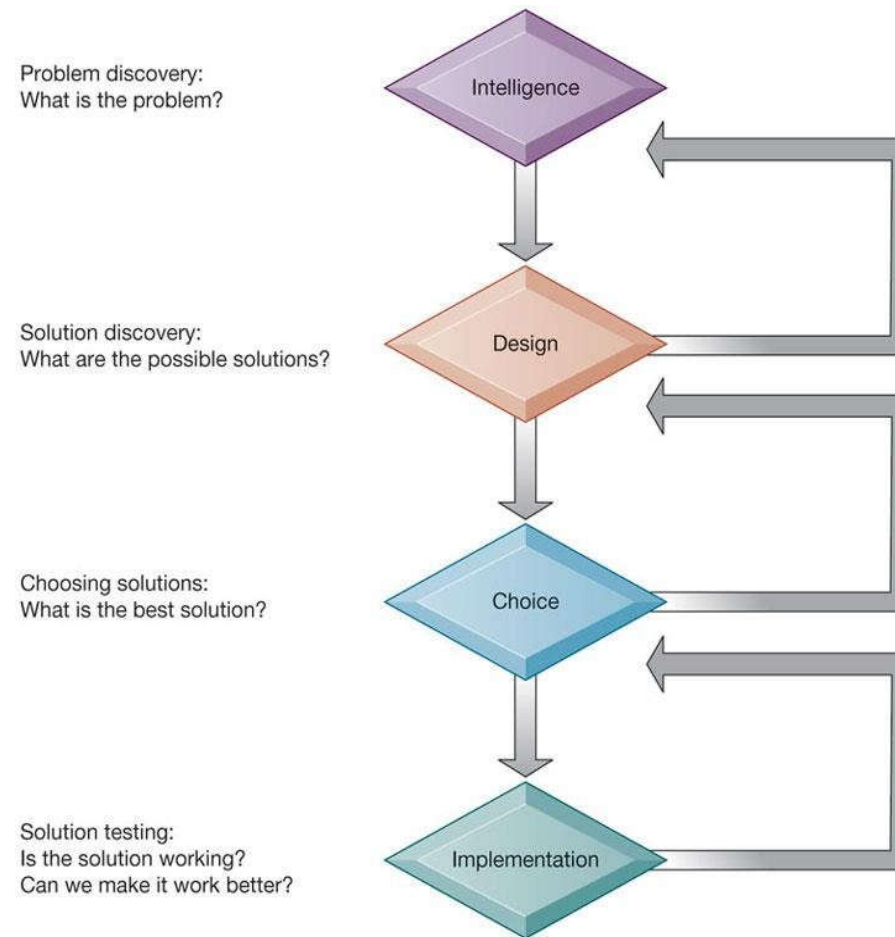 Problem discovery:
What is the problem?
Intelligence
Solution discovery:
What are the possible solutions?
Design
Choosing solutions:
What is the best solution?
Choice
Solution testing:
Is the solution working?
Can we make it work better?
Implementation